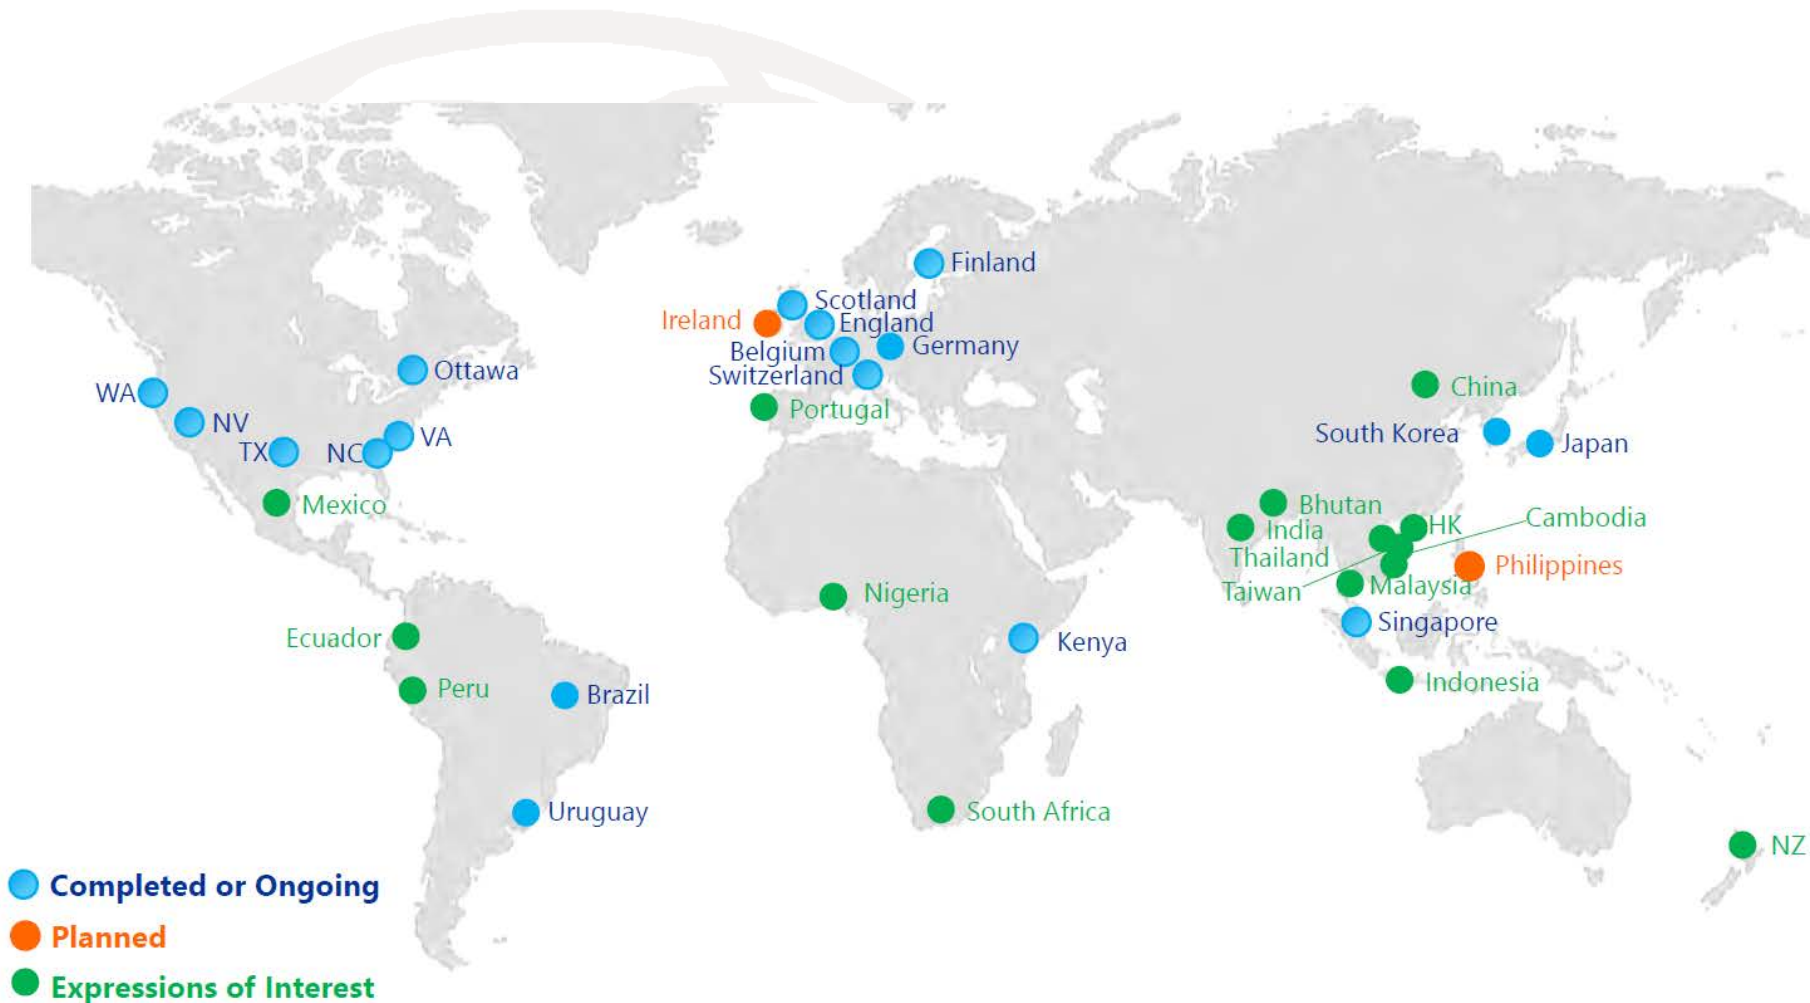 Finland
Scotland
Ireland
England
Belgium
Germany
Switzerland
Ottawa
WA
NV
VA
TX
NC
Portugal
China
South Korea
Japan
Mexico
Bhutan
India
HK
Cambodia
Thailand
Philippines
Taiwan
Malaysia
Nigeria
Singapore
Ecuador
Kenya
Peru
Brazil
Indonesia
Uruguay
South Africa
NZ
Completed or Ongoing
Planned
Expressions of Interest